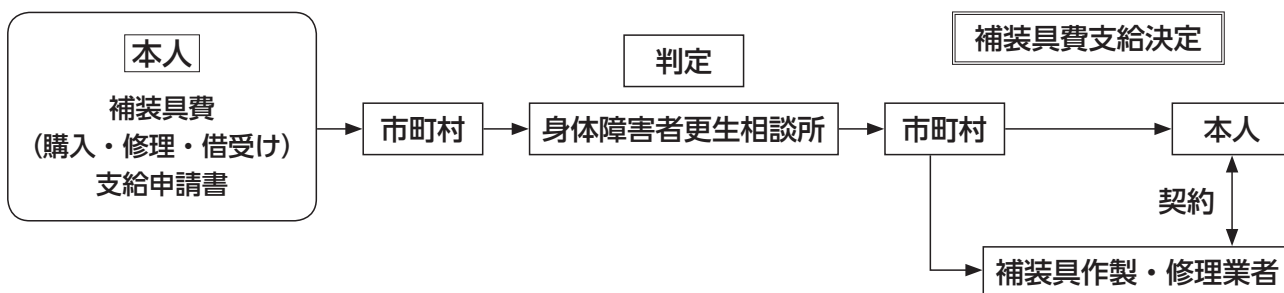 本人
補装具費
(購入・修理・借受け)
支給申請書
市町村
判定
身体障害者更生相談所
補装具費支給決定
市町村
本人
契約
補装具作製・修理業者